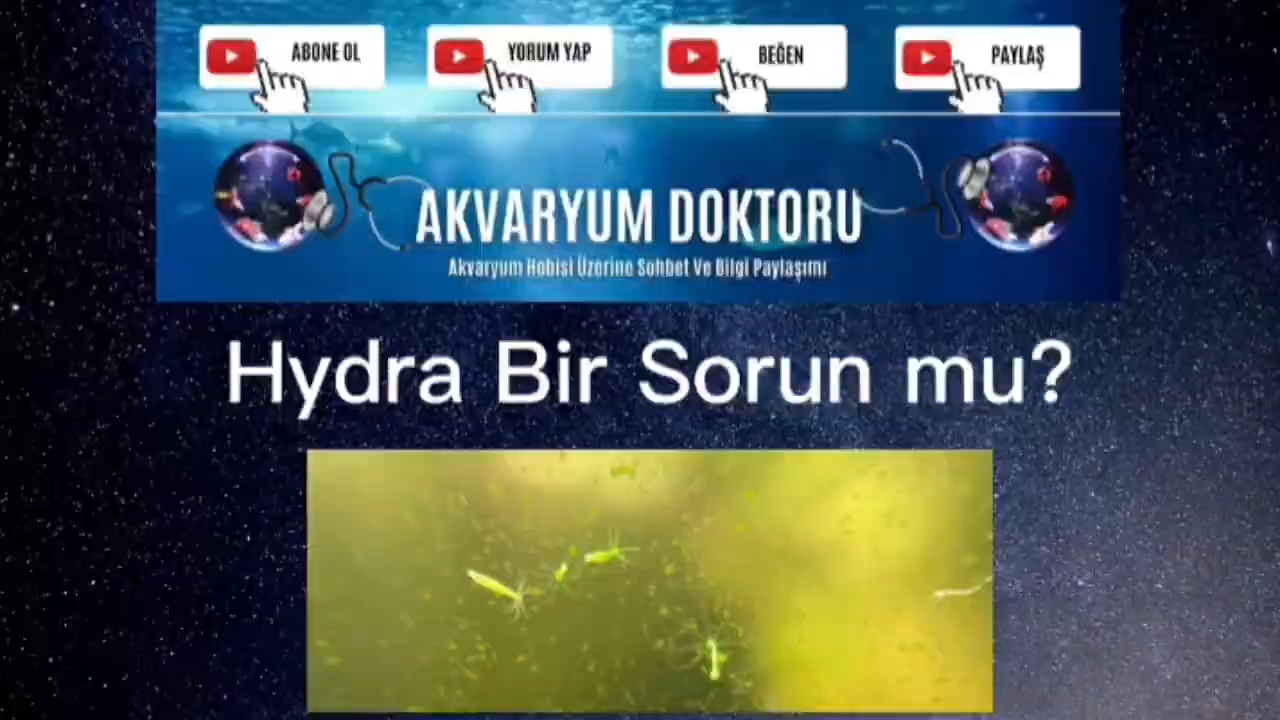 ABONE OL
YORUM YAP
BEĞEN
PAYLAŞ
AKVARYUM DOKTORU
Akvaryum Hobisi Üzerine Sohbet Ve Bilgi Paylaşımı
Hydra Bir Sorun mu?